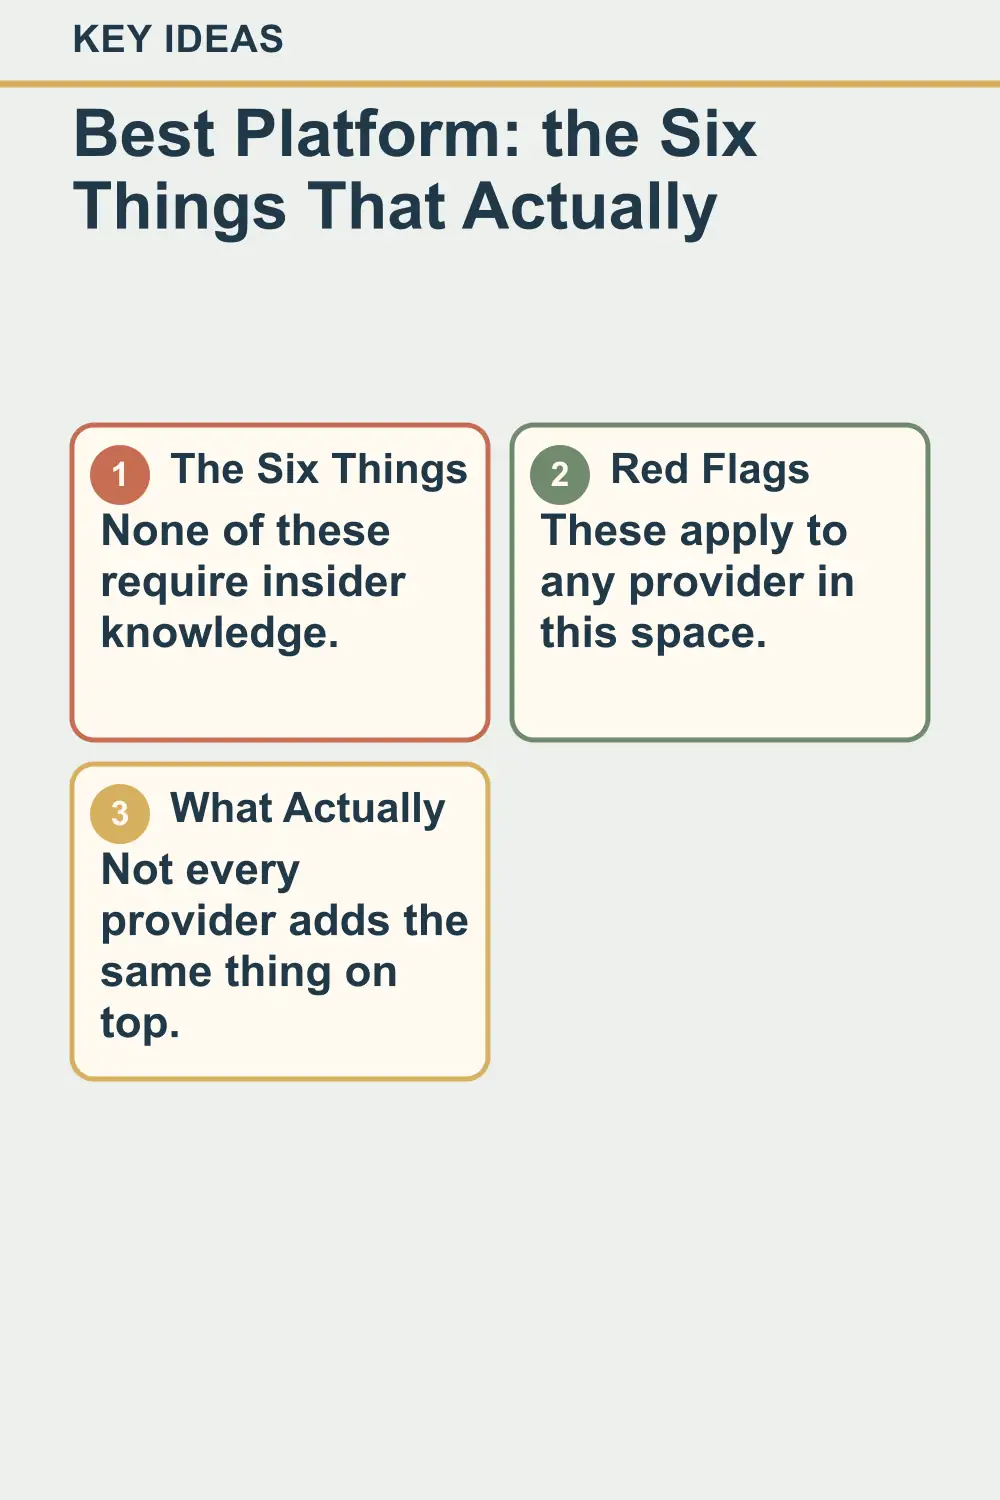 KEY IDEAS
Best Platform: the Six
Things That Actually
1 The Six Things
None of these
require insider
knowledge.
2 Red Flags
These apply to
any provider in
this space.
3 What Actually
Not every
provider adds the
same thing on
top.